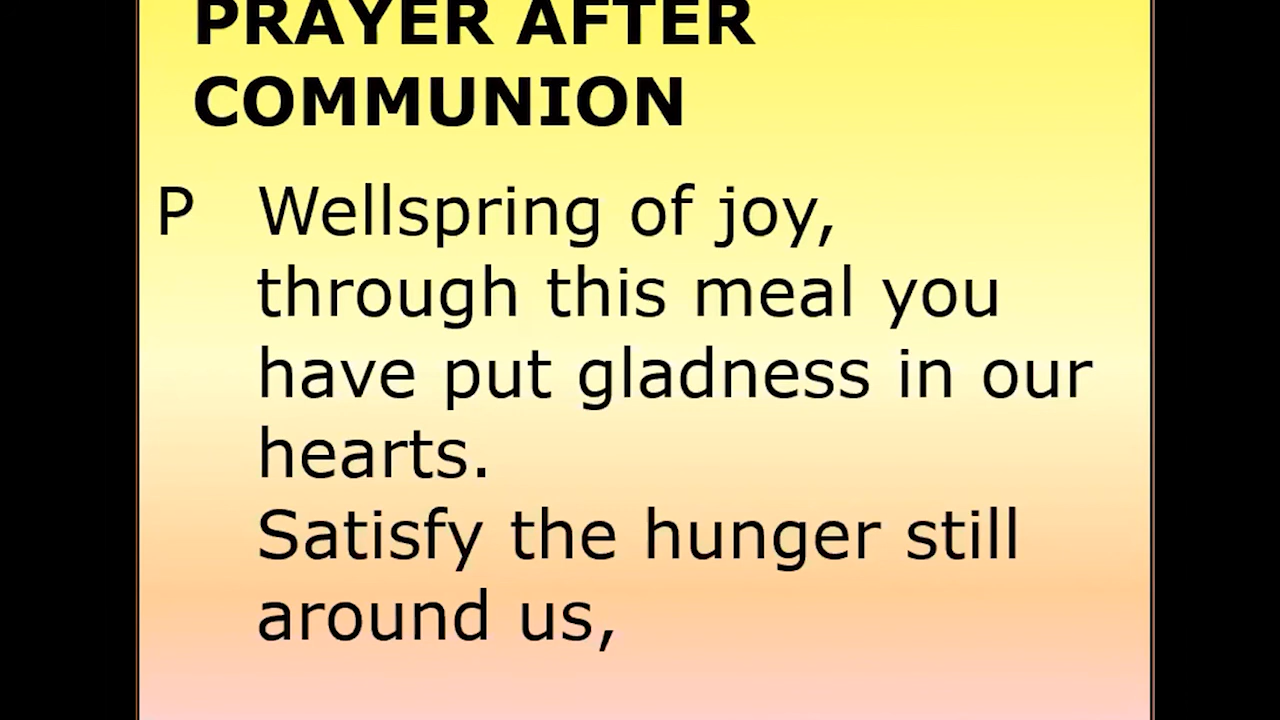 PRAYER AFTER
COMMUNION
P Wellspring of joy,
through this meal you
have put gladness in our
hearts.
Satisfy the hunger still
around us,